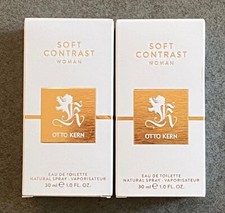 SOFT
CONTRAST
WOMAN
OTTO KERN
EAU DE TOILETTE
NATURAL SPRAY · VAPORISATEUR
30 ml ℮ 1.0 FL. OZ.
SOFT
CONTRAST
WOMAN
OTTO KERN
EAU DE TOILETTE
NATURAL SPRAY · VAPORISATEUR
30 ml ℮ 1.0 FL. OZ.